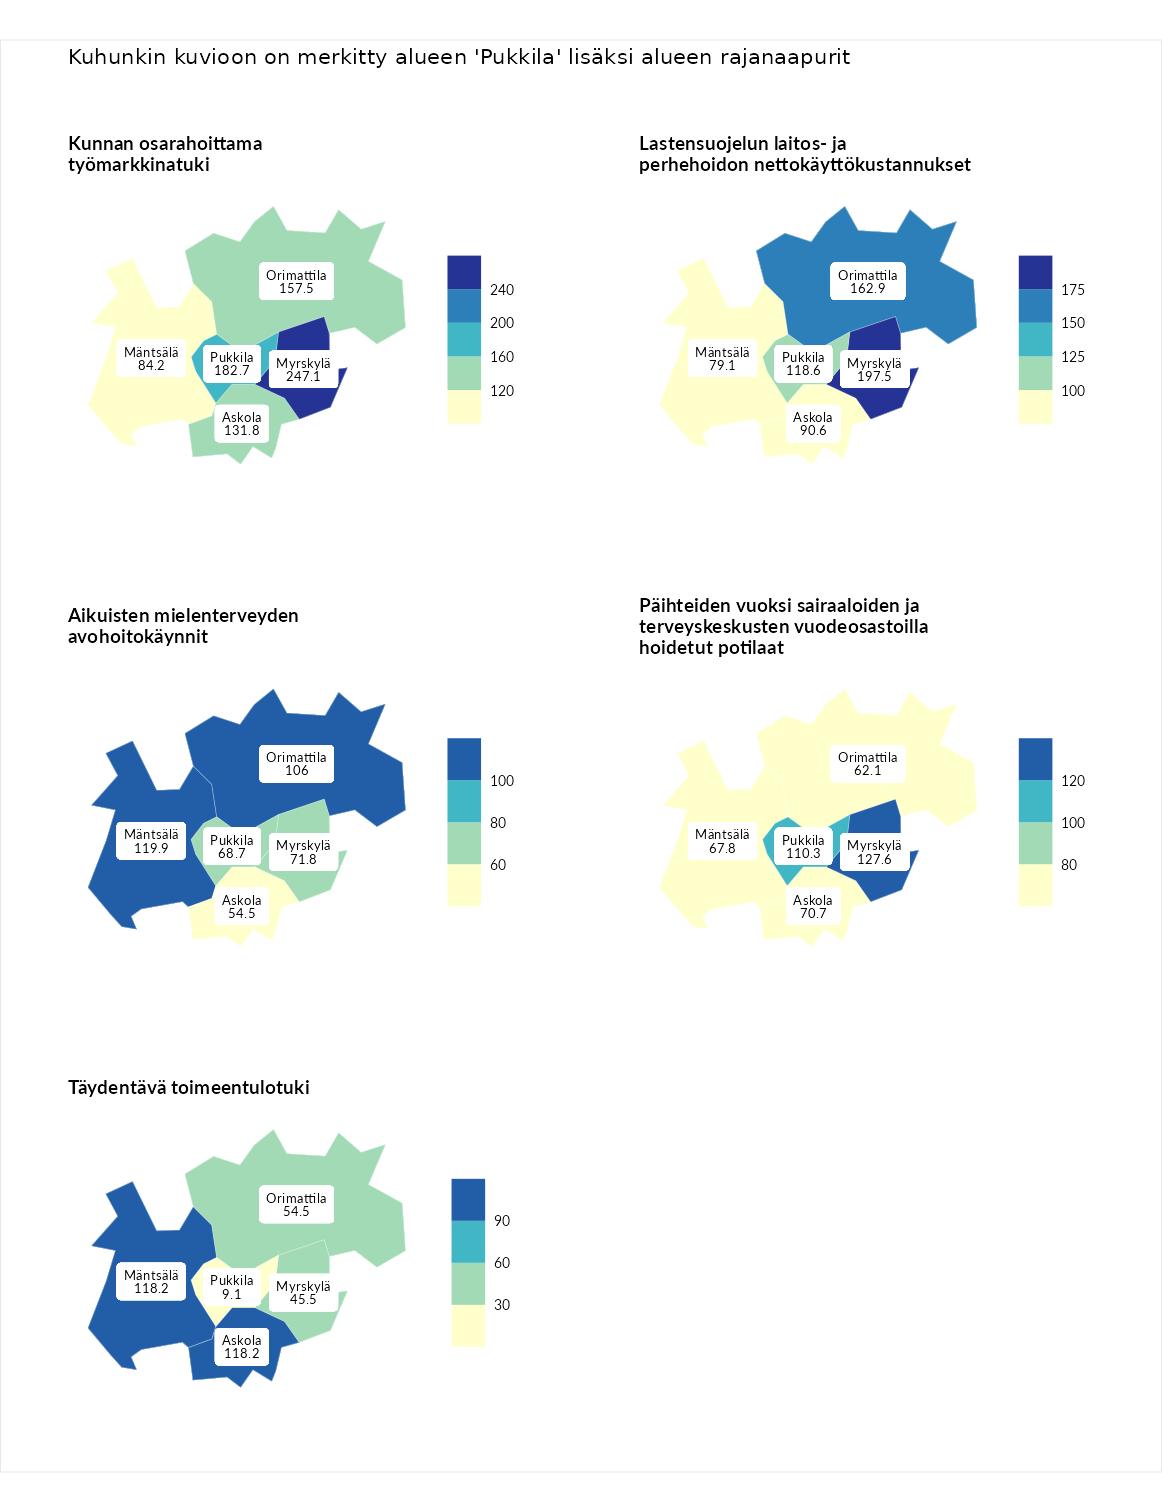 Kuhunkin kuvioon on merkitty alueen 'Pukkila' lisäksi alueen rajanaapurit
Kunnan osarahoittama
työmarkkinatuki
Orimattila
157.5
Mäntsälä
84.2
Pukkila
182.7
Myrskylä
247.1
Askola
131.8
240
200
160
120
Lastensuojelun laitos- ja
perhehoidon nettokäyttökustannukset
Orimattila
162.9
Mäntsälä
79.1
Pukkila
118.6
Myrskylä
197.5
Askola
90.6
175
150
125
100
Aikuisten mielenterveyden
avohoitokäynnit
Orimattila
106
Mäntsälä
119.9
Pukkila
68.7
Myrskylä
71.8
Askola
54.5
100
80
60
Päihteiden vuoksi sairaaloiden ja
terveyskeskusten vuodeosastoilla
hoidetut potilaat
Orimattila
62.1
Mäntsälä
67.8
Pukkila
110.3
Myrskylä
127.6
Askola
70.7
120
100
80
Täydentävä toimeentulotuki
Orimattila
54.5
Mäntsälä
118.2
Pukkila
9.1
Myrskylä
45.5
Askola
118.2
90
60
30